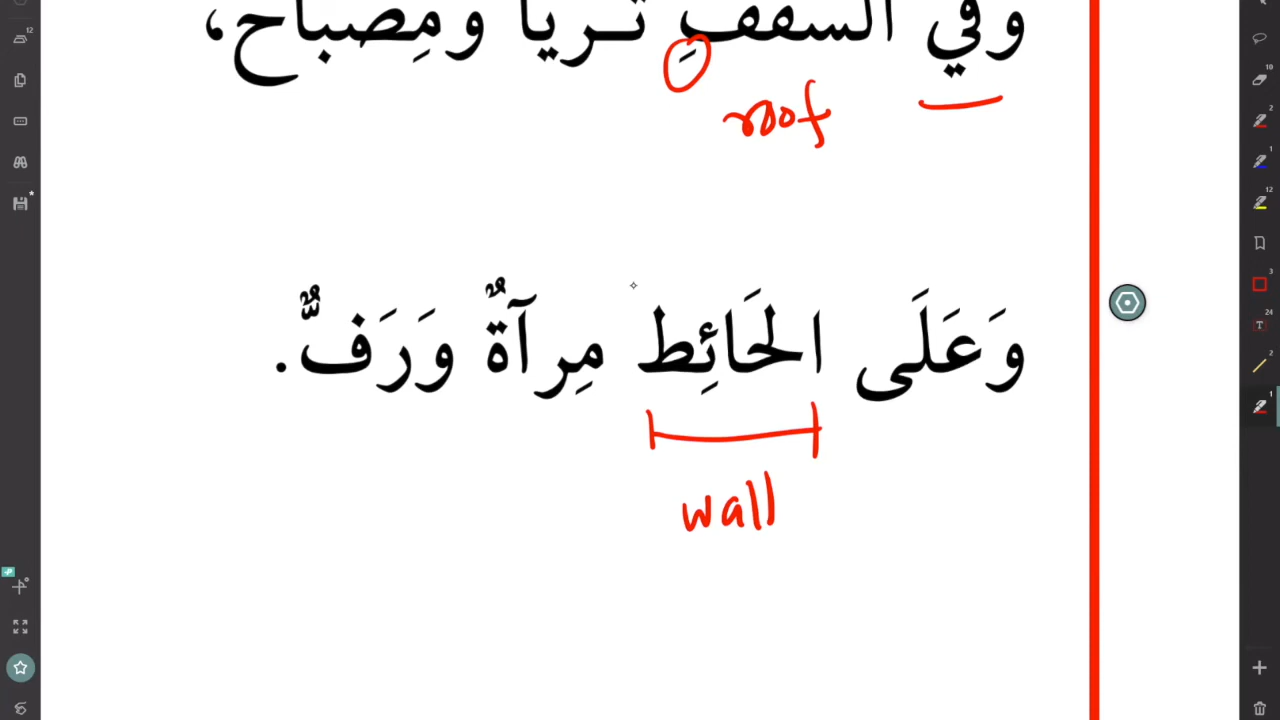 وفي السقفِ ثريا ومِصباح،
roof
وَعَلَى الحَائِط مِرآةٌ وَرَفٌّ.
wall